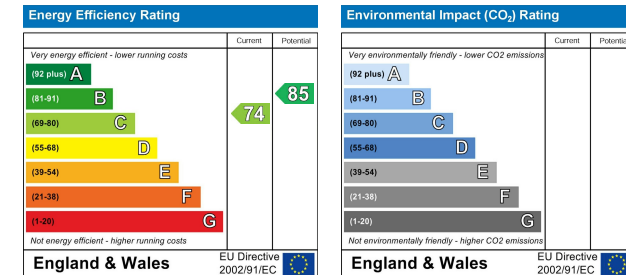 Energy Efficiency Rating
Current Potential
Very energy efficient - lower running costs
(92 plus) A
(81-91) B
(69-80) C
(55-68) D
(39-54) E
(21-38) F
(1-20) G
74
85
Not energy efficient - higher running costs
England & Wales
EU Directive
2002/91/EC
Environmental Impact (CO₂) Rating
Current Potential
Very environmentally friendly - lower CO2 emissions
(92 plus) A
(81-91) B
(69-80) C
(55-68) D
(39-54) E
(21-38) F
(1-20) G
Not environmentally friendly - higher CO2 emissions
England & Wales
EU Directive
2002/91/EC